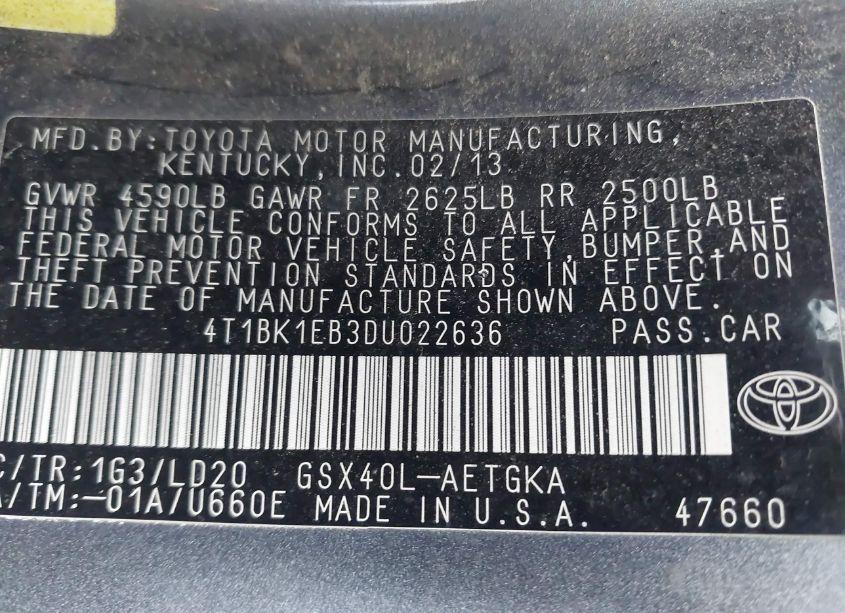 MFD.BY:TOYOTA MOTOR MANUFACTURING,
KENTUCKY,INC.02/13
GVWR 4590LB GAWR FR 2625LB RR 2500LB
THIS VEHICLE CONFORMS TO ALL APPLICABLE
FEDERAL MOTOR VEHICLE SAFETY,BUMPER,AND
THEFT PREVENTION STANDARDS IN EFFECT ON
THE DATE OF MANUFACTURE SHOWN ABOVE.
4T1BK1EB3DU022636 PASS.CAR
C/TR:1G3/LD20 GSX40L-AETGKA
A/TM:-01A/U660E MADE IN U.S.A. 47660